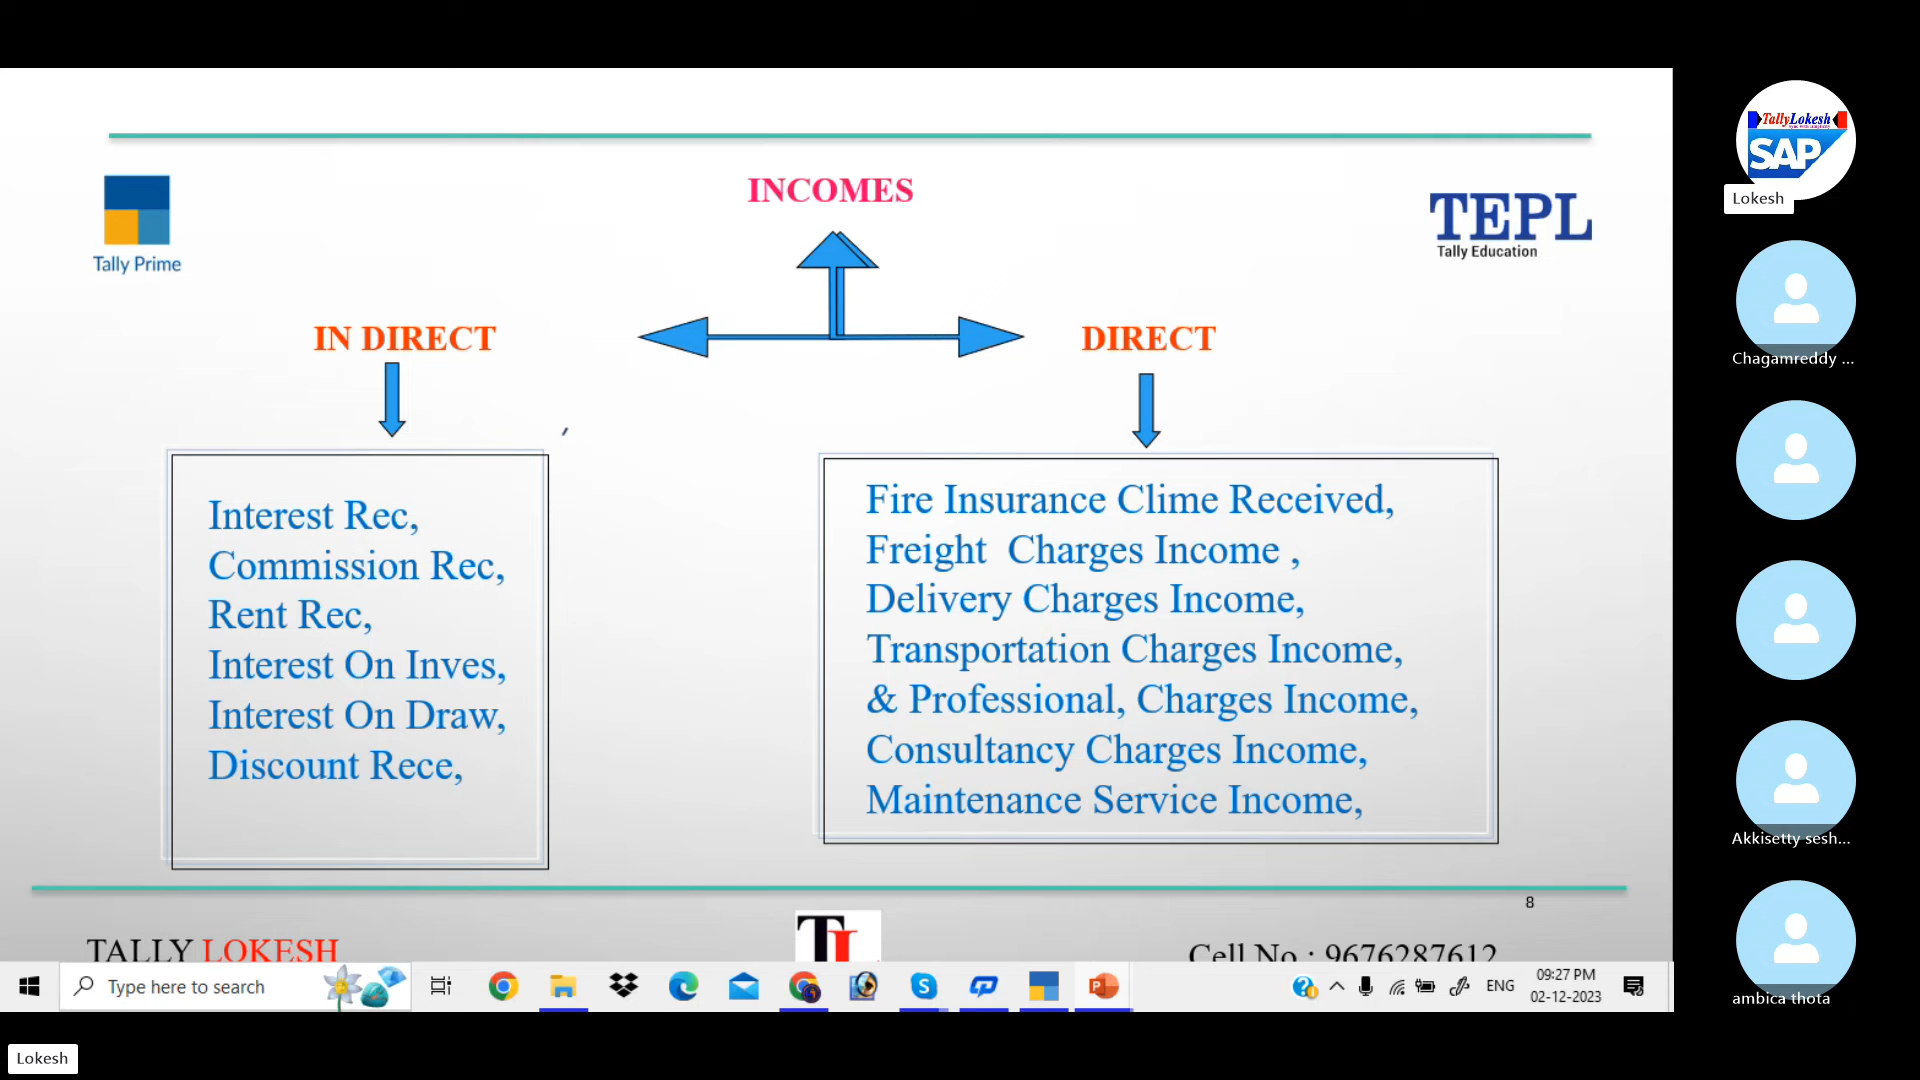 INCOMES
Tally Prime
TEPL
Tally Education
IN DIRECT
DIRECT
Interest Rec,
Commission Rec,
Rent Rec,
Interest On Inves,
Interest On Draw,
Discount Rece,
Fire Insurance Clime Received,
Freight Charges Income ,
Delivery Charges Income,
Transportation Charges Income,
& Professional, Charges Income,
Consultancy Charges Income,
Maintenance Service Income,
8
TALLY LOKESH
TL
Cell No : 9676287612
Type here to search
ENG
09:27 PM
02-12-2023
TallyLokesh
SAP
Lokesh
Chagamreddy ...
Akkisetty sesh...
ambica thota
Lokesh